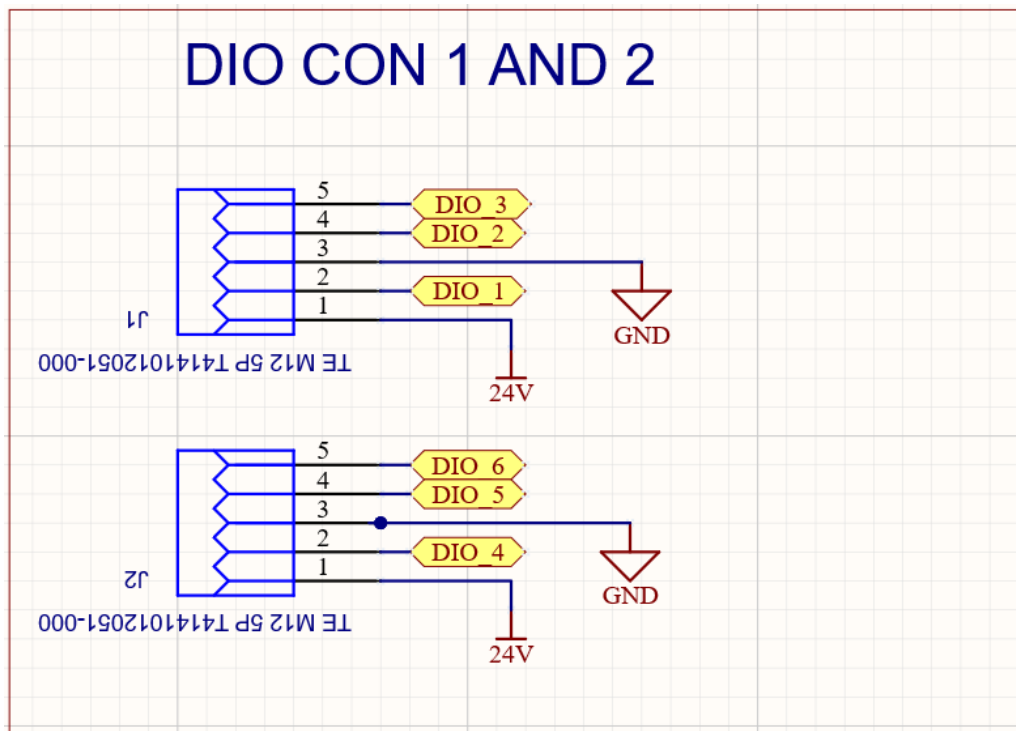 DIO CON 1 AND 2
5
DIO_3
4
DIO_2
3
2
DIO_1
1
J1
GND
TE M12 5P T4141012051-000
24V
5
DIO_6
4
DIO_5
3
2
DIO_4
1
J2
GND
TE M12 5P T4141012051-000
24V